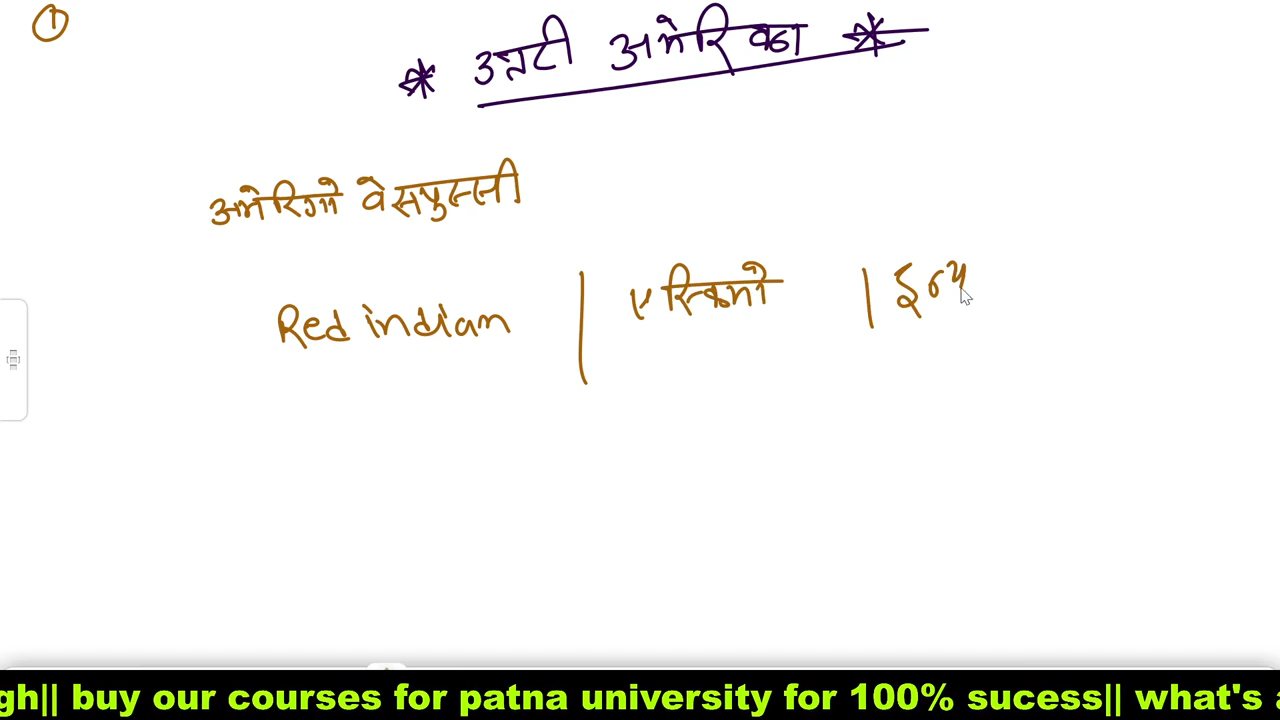 ①
* उत्तरी अमेरिका *
अमेरिगो वेसपुस्सी
Red indian | एस्किमो |
gh|| buy our courses for patna university for 100% sucess|| what's